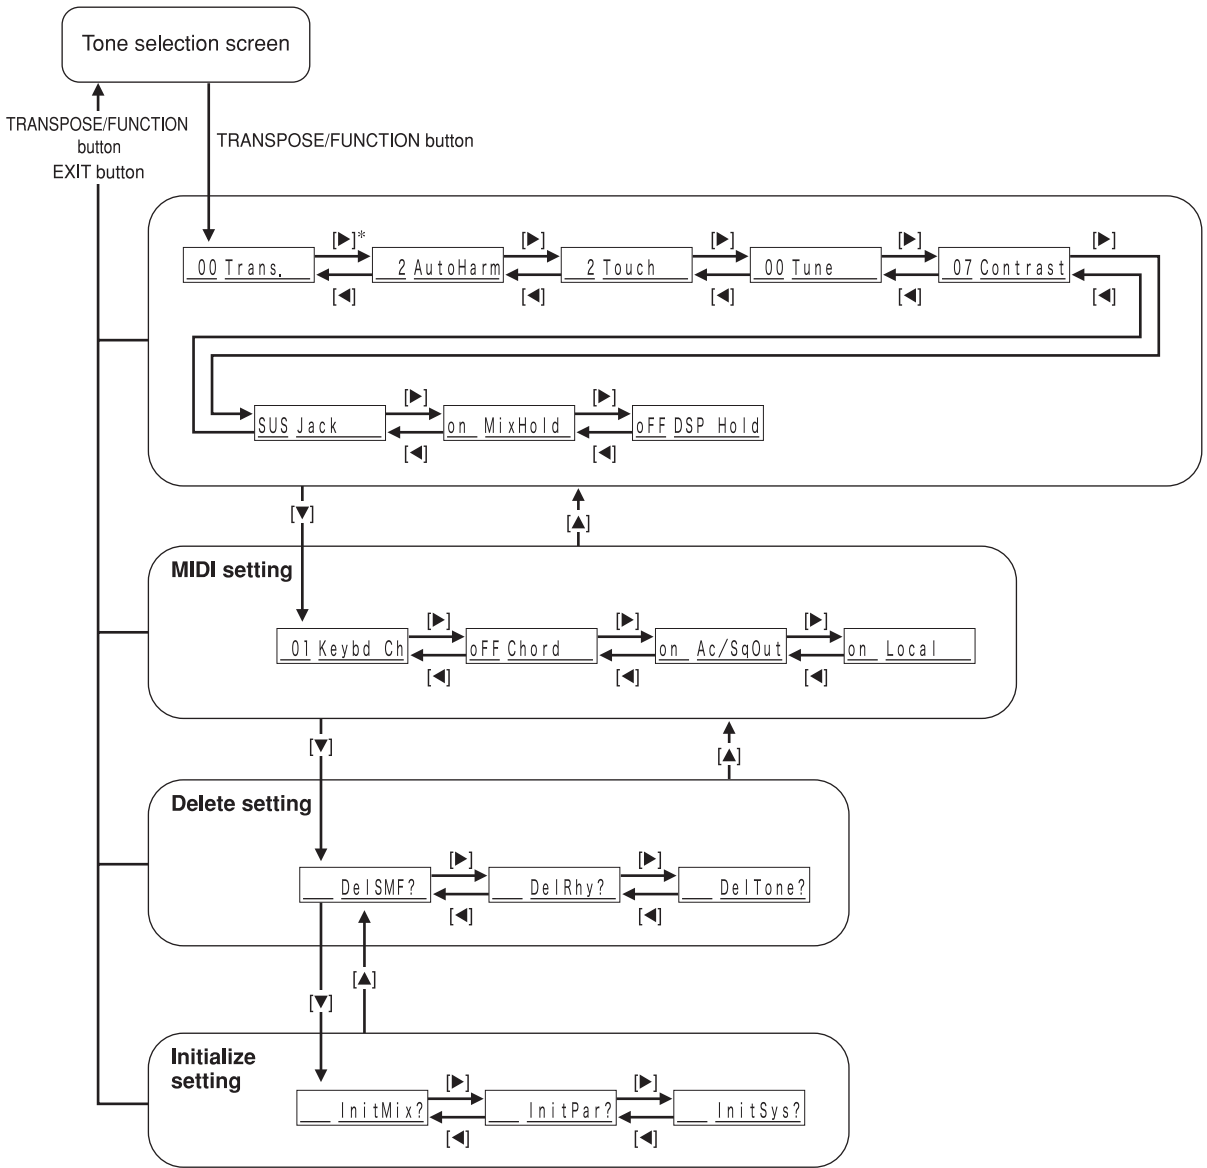 Tone selection screen
TRANSPOSE/FUNCTION
button
EXIT button
TRANSPOSE/FUNCTION button
[▶]* [▶] [▶] [▶] [▶]
00 Trans. 2 AutoHarm 2 Touch 00 Tune 07 Contrast
[◀] [◀] [◀] [◀] [◀]
[▶] [▶]
SUS Jack on MixHold oFF DSP Hold
[◀] [◀]
[▼] [▲]
MIDI setting
[▶] [▶] [▶]
01 Keybd Ch oFF Chord on Ac/SqOut on Local
[◀] [◀] [◀]
[▼] [▲]
Delete setting
[▶] [▶]
DelSMF? DelRhy? DelTone?
[◀] [◀]
[▲]
[▼]
Initialize
setting
[▶] [▶]
InitMix? InitPar? InitSys?
[◀] [◀]